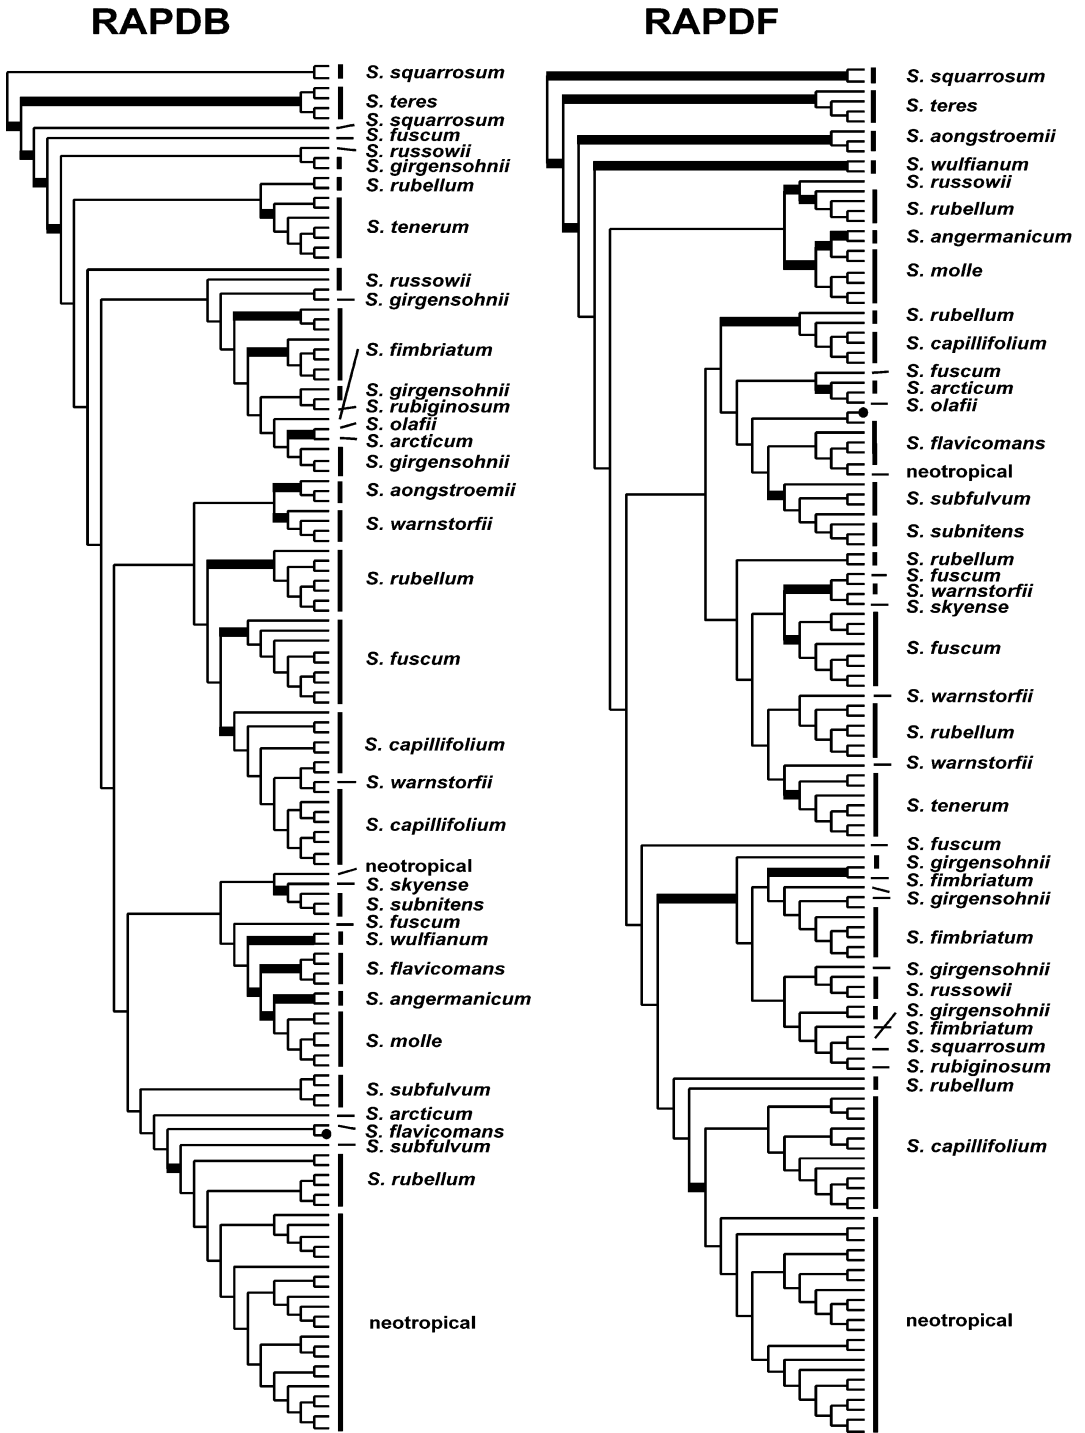 RAPDB
S. squarrosum
S. teres
S. squarrosum
S. fuscum
S. russowii
S. girgensohnii
S. rubellum
S. tenerum
S. russowii
S. girgensohnii
S. fimbriatum
S. girgensohnii
S. rubiginosum
S. olafii
S. arcticum
S. girgensohnii
S. aongstroemii
S. warnstorfii
S. rubellum
S. fuscum
S. capillifolium
S. warnstorfii
S. capillifolium
neotropical
S. skyense
S. subnitens
S. fuscum
S. wulfianum
S. flavicomans
S. angermanicum
S. molle
S. subfulvum
S. arcticum
S. flavicomans
S. subfulvum
S. rubellum
neotropical
RAPDF
S. squarrosum
S. teres
S. aongstroemii
S. wulfianum
S. russowii
S. rubellum
S. angermanicum
S. molle
S. rubellum
S. capillifolium
S. fuscum
S. arcticum
S. olafii
S. flavicomans
neotropical
S. subfulvum
S. subnitens
S. rubellum
S. fuscum
S. warnstorfii
S. skyense
S. fuscum
S. warnstorfii
S. rubellum
S. warnstorfii
S. tenerum
S. fuscum
S. girgensohnii
S. fimbriatum
S. girgensohnii
S. fimbriatum
S. girgensohnii
S. russowii
S. girgensohnii
S. fimbriatum
S. squarrosum
S. rubiginosum
S. rubellum
S. capillifolium
neotropical